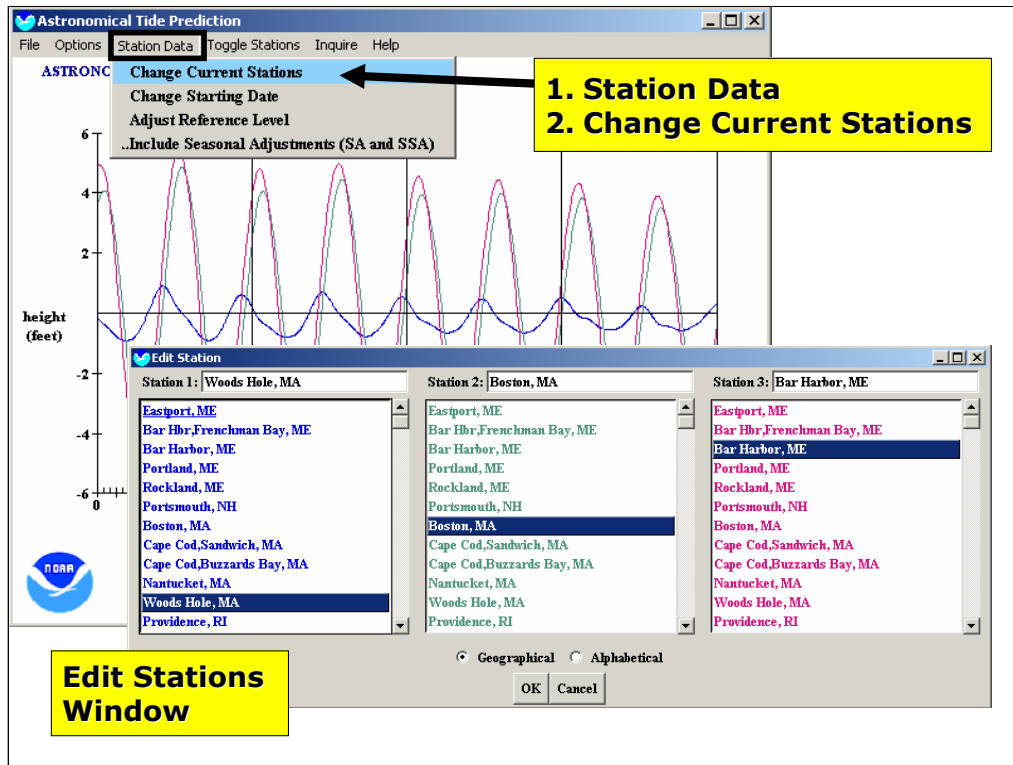 Astronomical Tide Prediction
File Options Station Data Toggle Stations Inquire Help
ASTRONO
Change Current Stations
Change Starting Date
Adjust Reference Level
..Include Seasonal Adjustments (SA and SSA)
1. Station Data
2. Change Current Stations
6
4
2
height
(feet)
-2
-4
-6
0
NOAA
Edit Station
Station 1: Woods Hole, MA
Eastport, ME
Bar Hbr,Frenchman Bay, ME
Bar Harbor, ME
Portland, ME
Rockland, ME
Portsmouth, NH
Boston, MA
Cape Cod,Sandwich, MA
Cape Cod,Buzzards Bay, MA
Nantucket, MA
Woods Hole, MA
Providence, RI
Station 2: Boston, MA
Eastport, ME
Bar Hbr,Frenchman Bay, ME
Bar Harbor, ME
Portland, ME
Rockland, ME
Portsmouth, NH
Boston, MA
Cape Cod,Sandwich, MA
Cape Cod,Buzzards Bay, MA
Nantucket, MA
Woods Hole, MA
Providence, RI
Station 3: Bar Harbor, ME
Eastport, ME
Bar Hbr,Frenchman Bay, ME
Bar Harbor, ME
Portland, ME
Rockland, ME
Portsmouth, NH
Boston, MA
Cape Cod,Sandwich, MA
Cape Cod,Buzzards Bay, MA
Nantucket, MA
Woods Hole, MA
Providence, RI
Geographical Alphabetical
OK Cancel
Edit Stations
Window